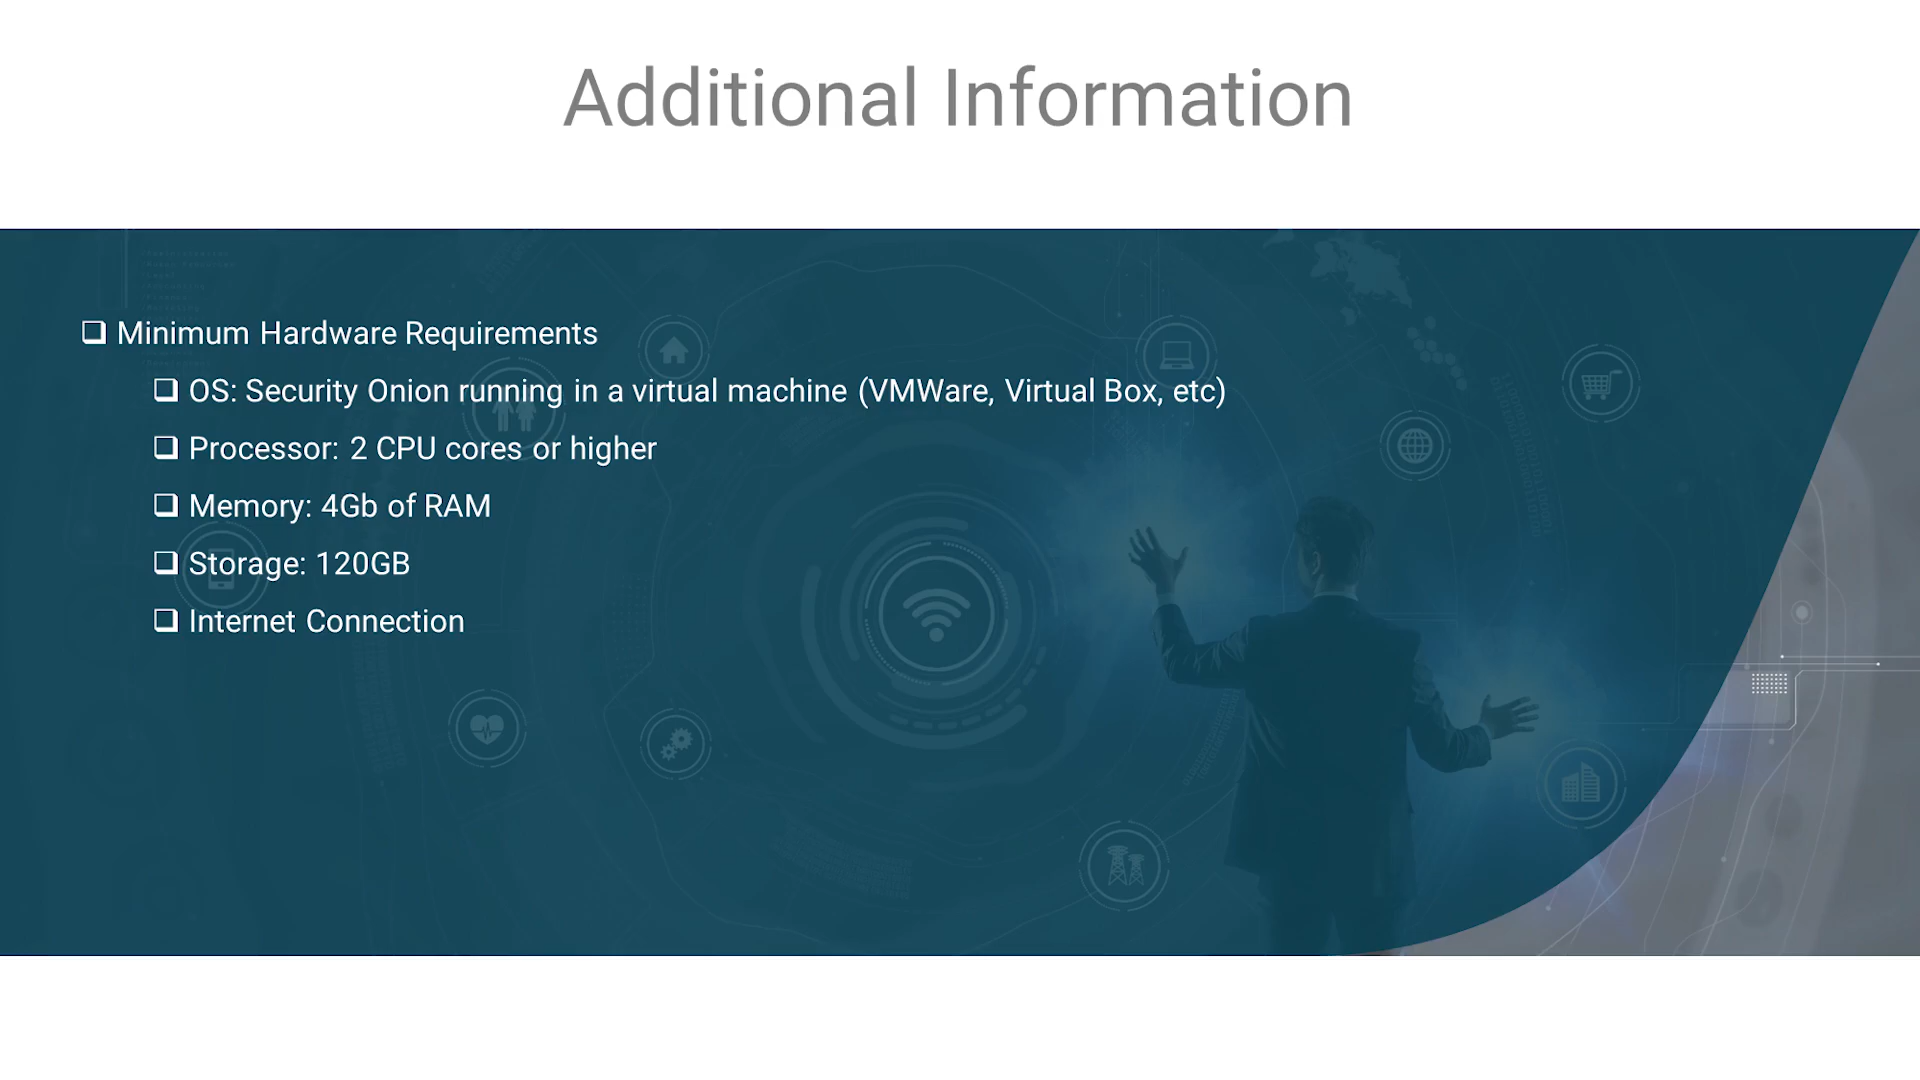 Additional Information
❑ Minimum Hardware Requirements
❑ OS: Security Onion running in a virtual machine (VMWare, Virtual Box, etc)
❑ Processor: 2 CPU cores or higher
❑ Memory: 4Gb of RAM
❑ Storage: 120GB
❑ Internet Connection